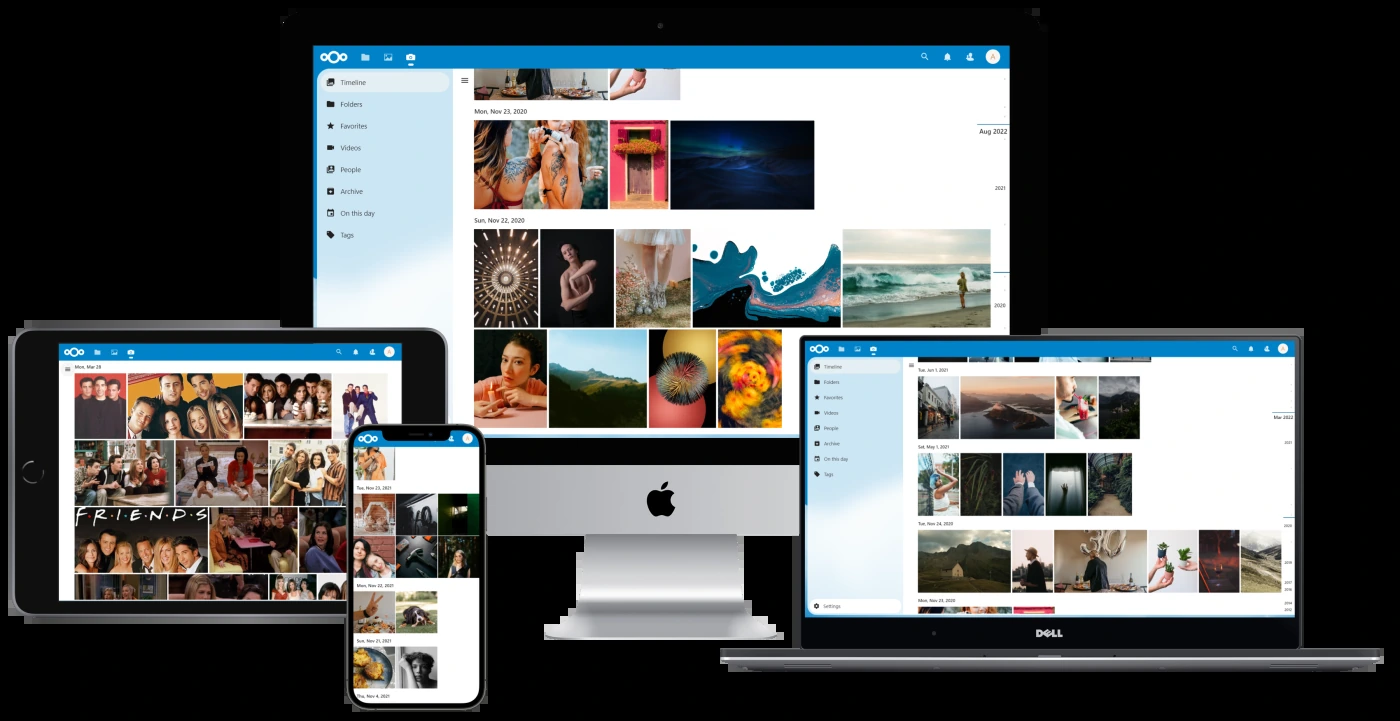 Timeline
Folders
Favorites
Videos
People
Archive
On this day
Tags
A
Mon, Nov 23, 2020
Sun, Nov 22, 2020
Aug 2022
2021
2020
A
Mon, Mar 28
F·R·I·E·N·D·S
A
Tue, Nov 23, 2021
Mon, Nov 22, 2021
Sun, Nov 21, 2021
Thu, Nov 4, 2021
A
Timeline
Folders
Favorites
Videos
People
Archive
On this day
Tags
Settings
Tue, Jun 1, 2021
Sat, May 1, 2021
Tue, Nov 24, 2020
Mon, Nov 23, 2020
Mar 2022
2021
2020
DELL